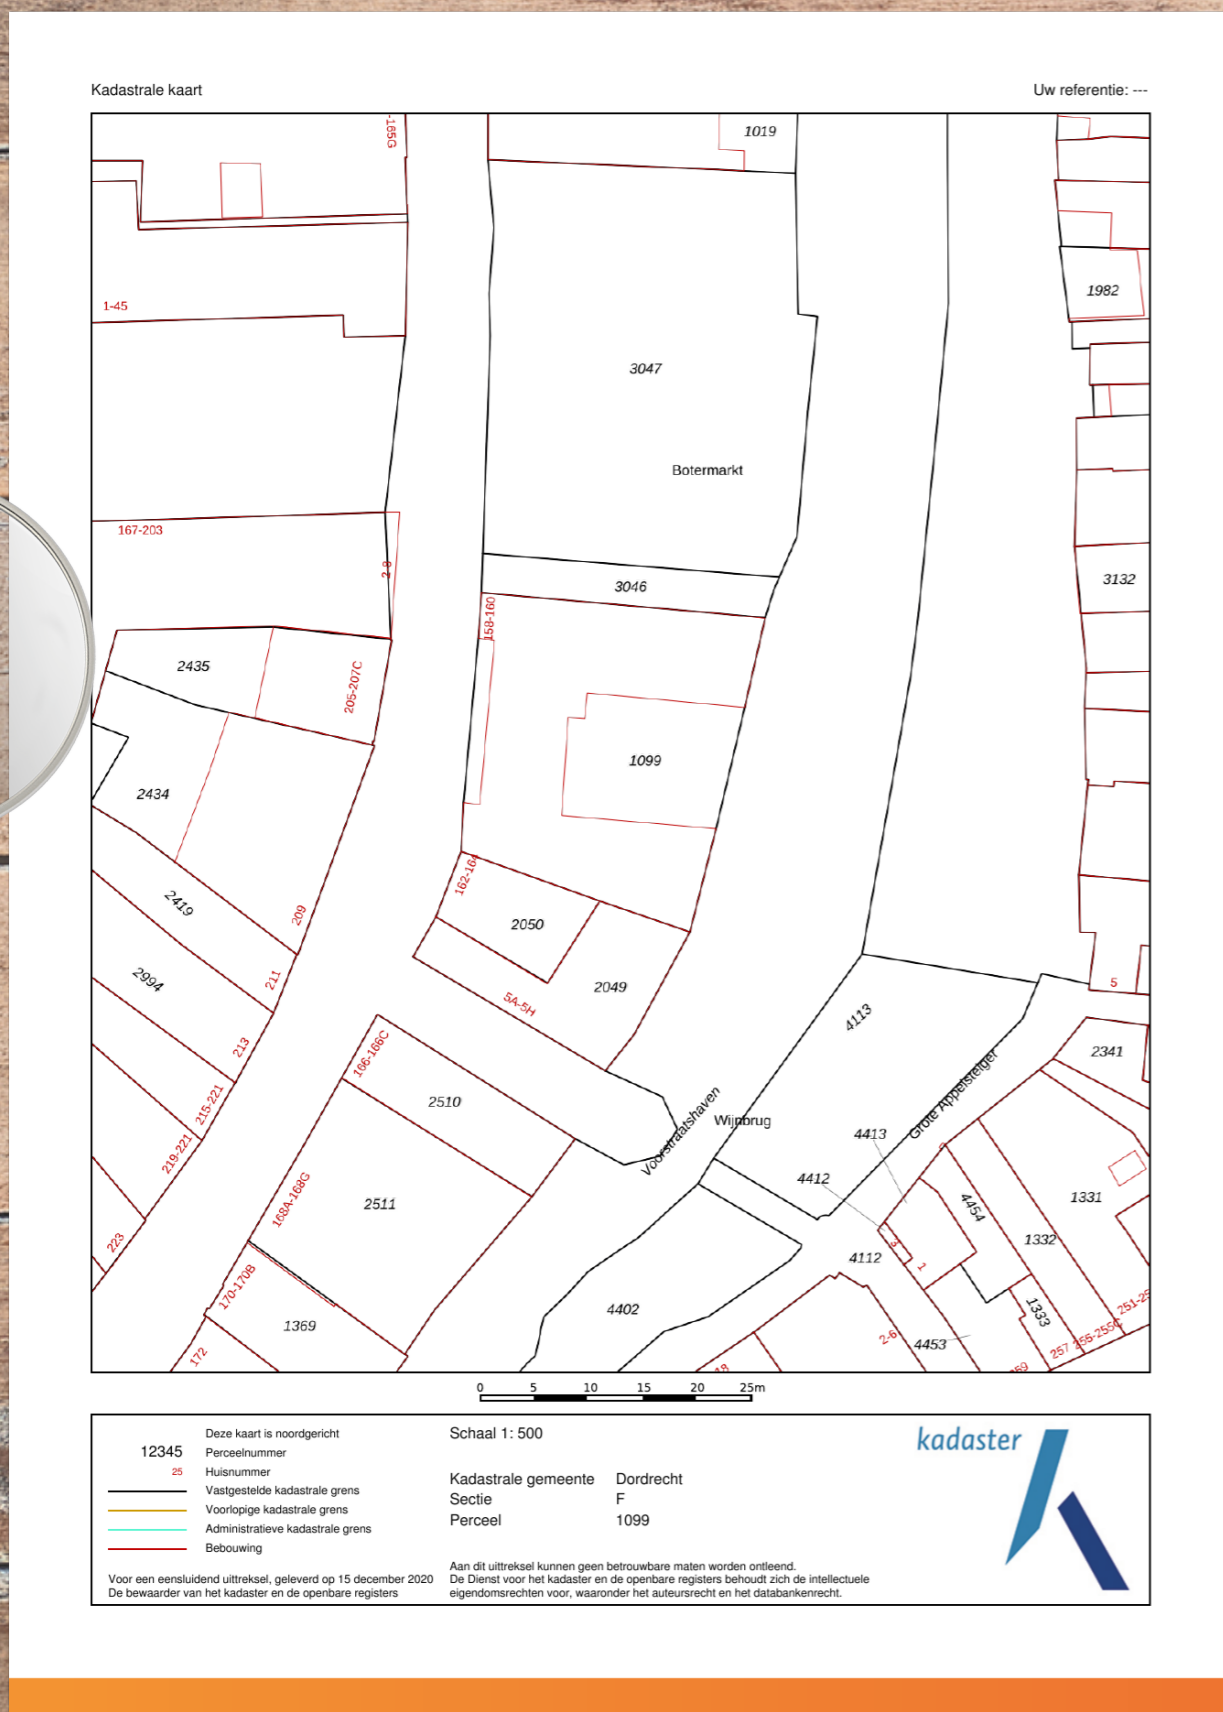 Kadastrale kaart
Uw referentie: ---
-165G
1019
1-45
1982
3047
Botermarkt
167-203
2-8
3046
3132
158-160
2435
205-207C
1099
2434
162-164
2419
209
2050
2994
211
2049
5A-5H
5
4113
213
166-166C
2341
2510
Grote Appelsteiger
215-221
Voorstraatshaven
Wijnbrug
4413
219-221
168A-168G
2511
4412
4454
1331
223
3
1332
4112
1
170-170B
4402
1333
251-25
1369
2-6
4453
257
255-255C
172
18
69
0 5 10 15 20 25m
Deze kaart is noordgericht
12345 Perceelnummer
25 Huisnummer
Vastgestelde kadastrale grens
Voorlopige kadastrale grens
Administratieve kadastrale grens
Bebouwing
Voor een eensluidend uittreksel, geleverd op 15 december 2020
De bewaarder van het kadaster en de openbare registers
Schaal 1: 500
Kadastrale gemeente Dordrecht
Sectie F
Perceel 1099
Aan dit uittreksel kunnen geen betrouwbare maten worden ontleend.
De Dienst voor het kadaster en de openbare registers behoudt zich de intellectuele
eigendomsrechten voor, waaronder het auteursrecht en het databankenrecht.
kadaster